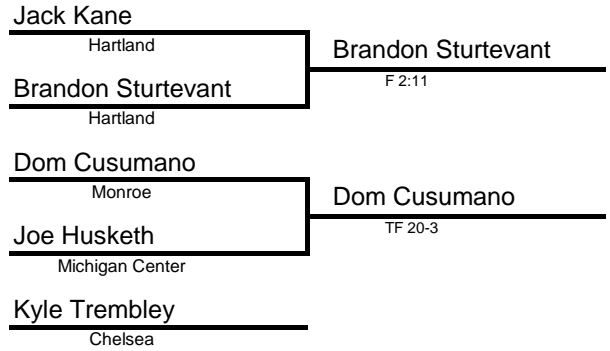 Jack Kane
Hartland
Brandon Sturtevant
F 2:11
Brandon Sturtevant
Hartland
Dom Cusumano
Monroe
Dom Cusumano
TF 20-3
Joe Husketh
Michigan Center
Kyle Trembley
Chelsea